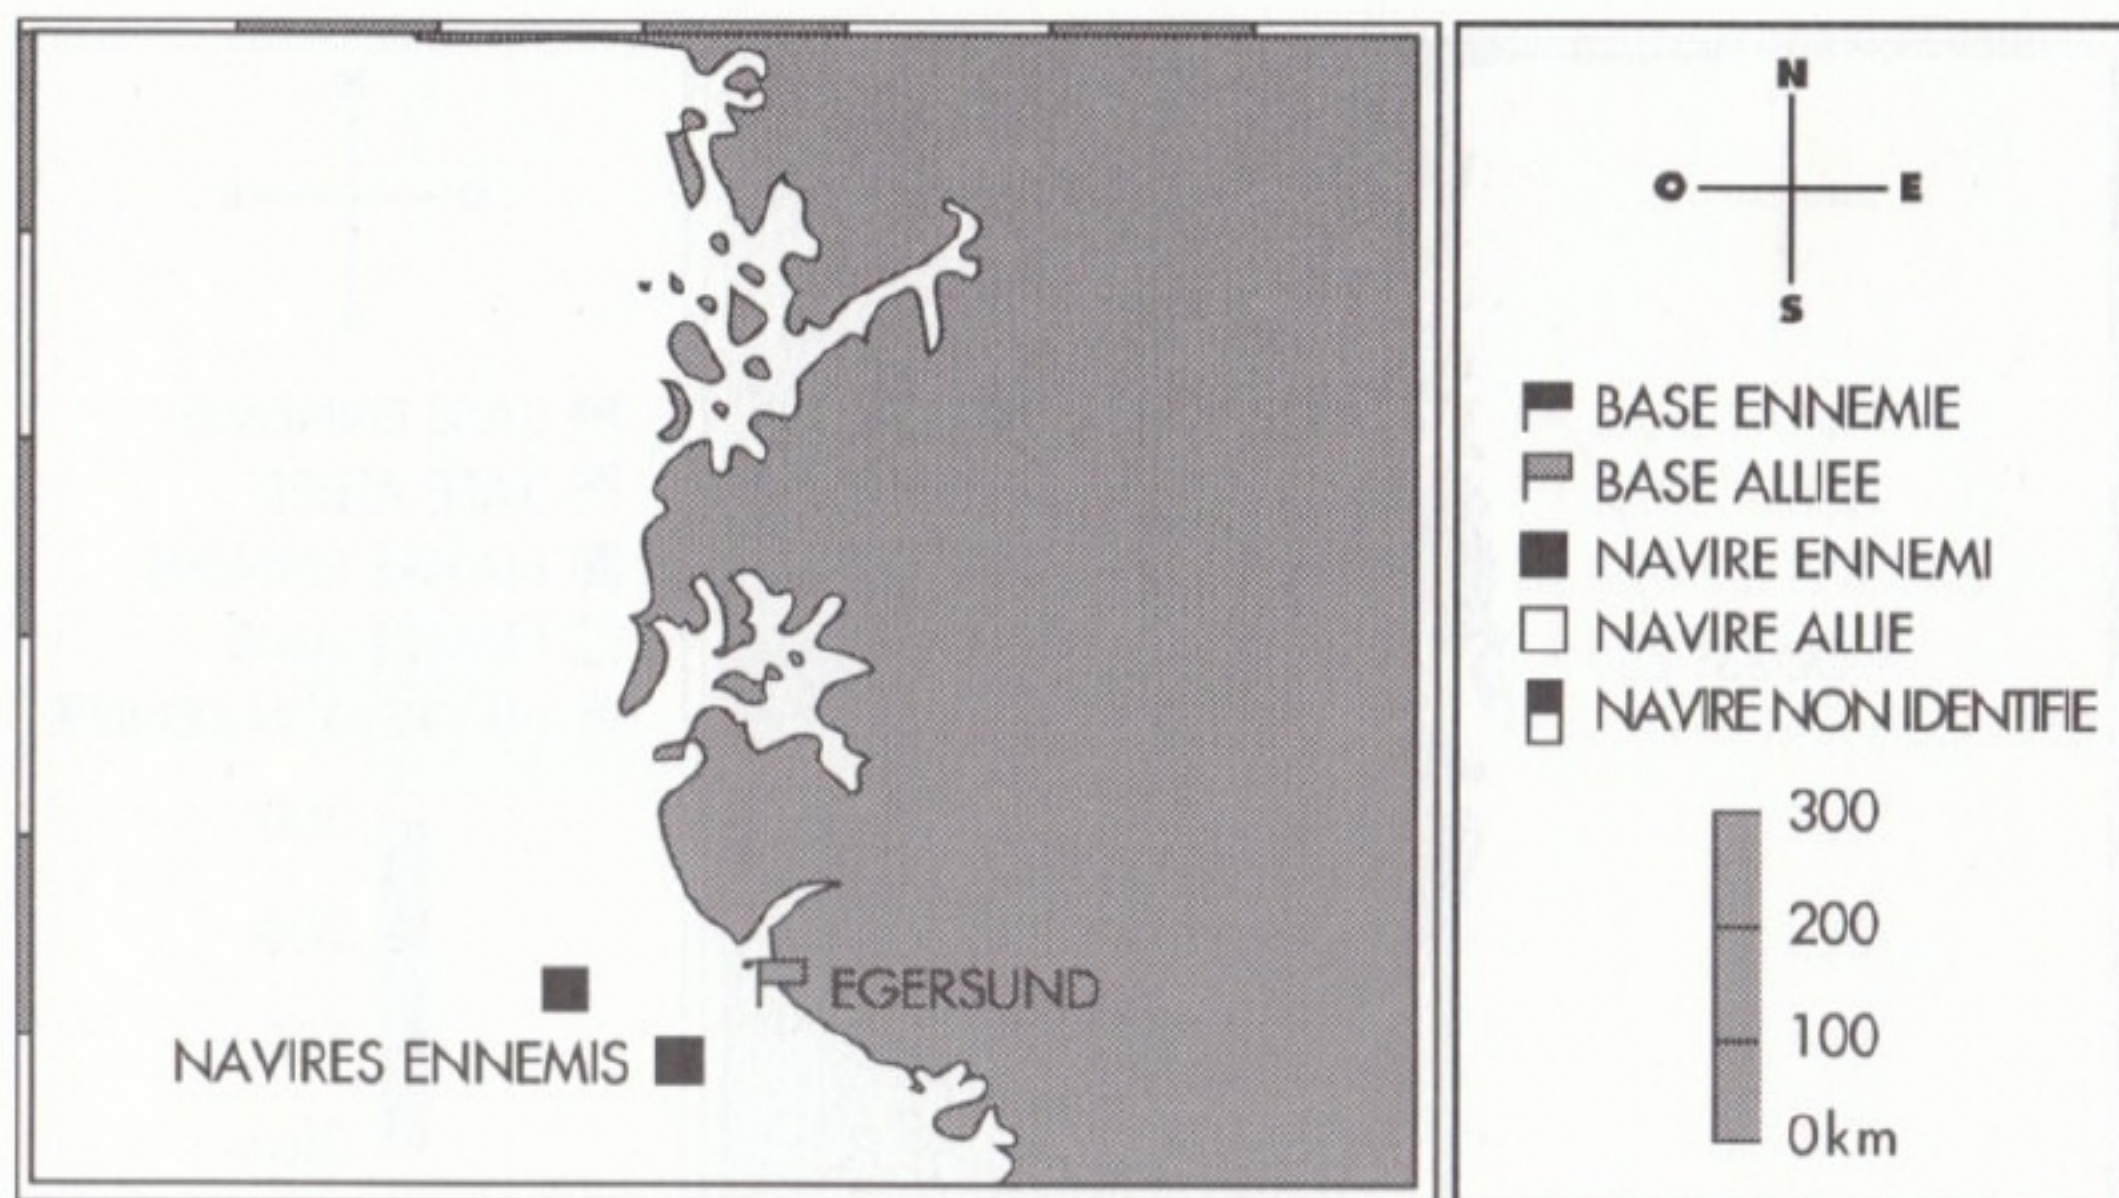 EGERSUND
NAVIRES ENNEMIS
N
O E
S
BASE ENNEMIE
BASE ALLIEE
NAVIRE ENNEMI
NAVIRE ALLIE
NAVIRE NON IDENTIFIE
300
200
100
0km